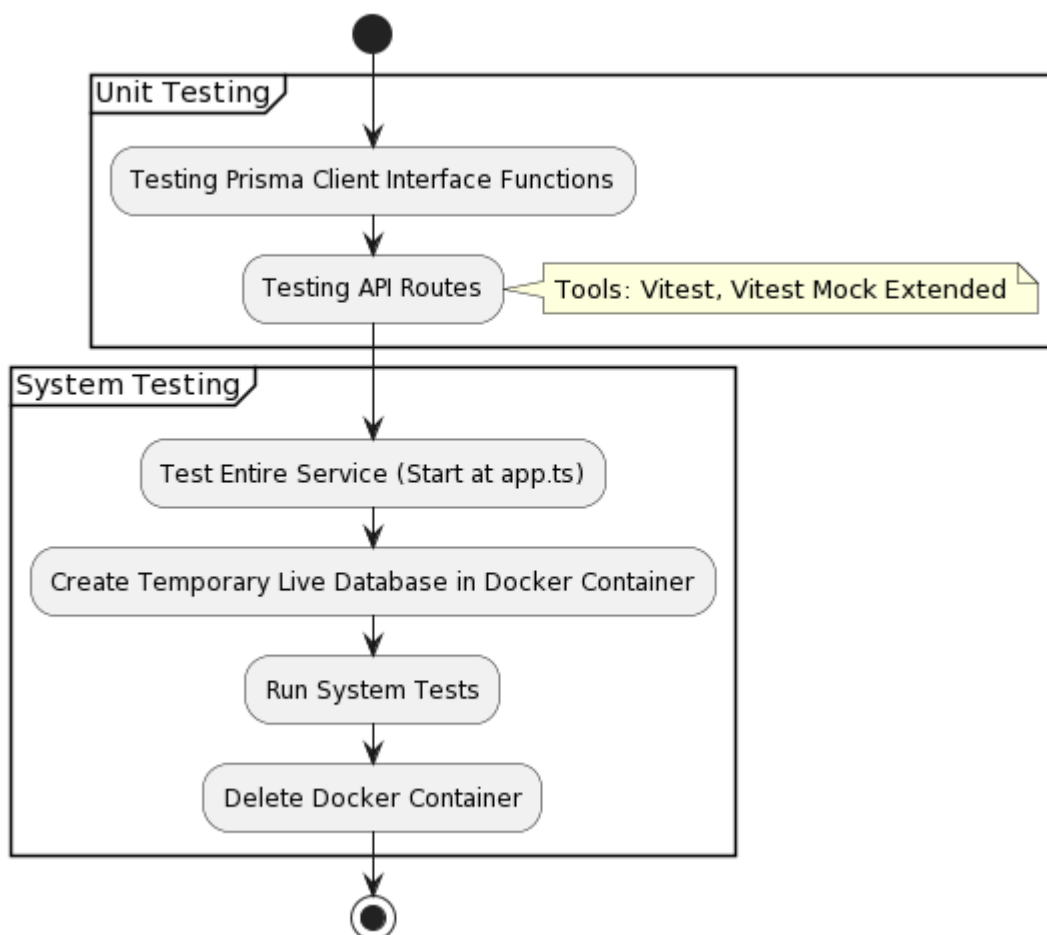 Unit Testing
Testing Prisma Client Interface Functions
Testing API Routes
Tools: Vitest, Vitest Mock Extended
System Testing
Test Entire Service (Start at app.ts)
Create Temporary Live Database in Docker Container
Run System Tests
Delete Docker Container